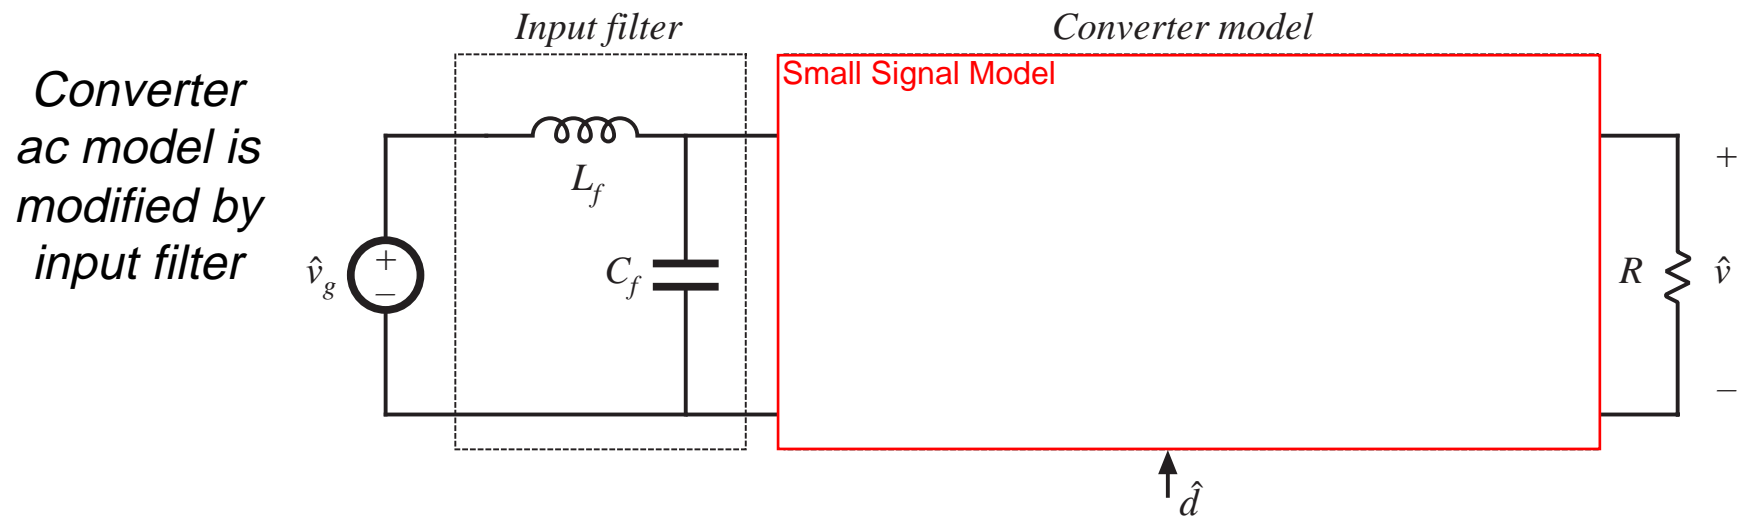 Input filter
Converter model
Converter
ac model is
modified by
input filter
Small Signal Model
L_f
+
v̂_g
+
−
C_f
R
v̂
−
d̂